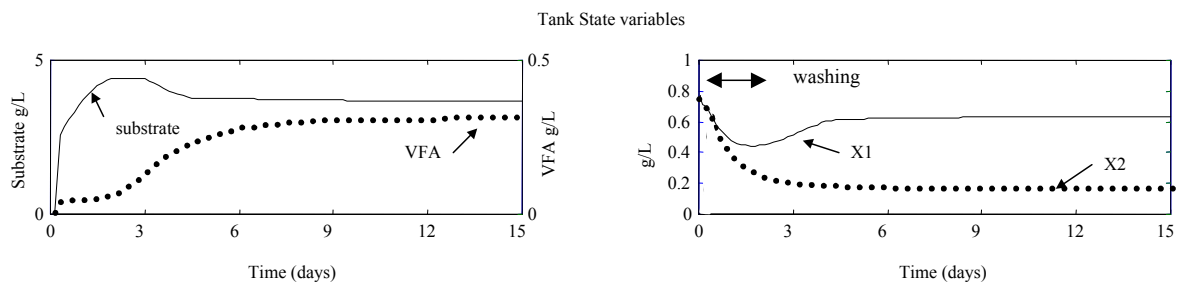 Tank State variables
5
0
Substrate g/L
substrate
VFA
0.5
0
VFA g/L
0 3 6 9 12 15
Time (days)
1
0.8
0.6
0.4
0.2
0
g/L
washing
X1
X2
0 3 6 9 12 15
Time (days)